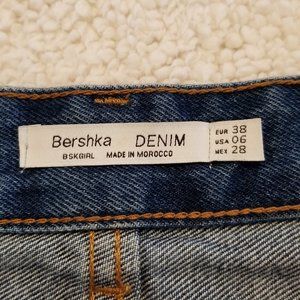 Bershka DENIM
BSKGIRL MADE IN MOROCCO
EUR 38
USA 06
MEX 28